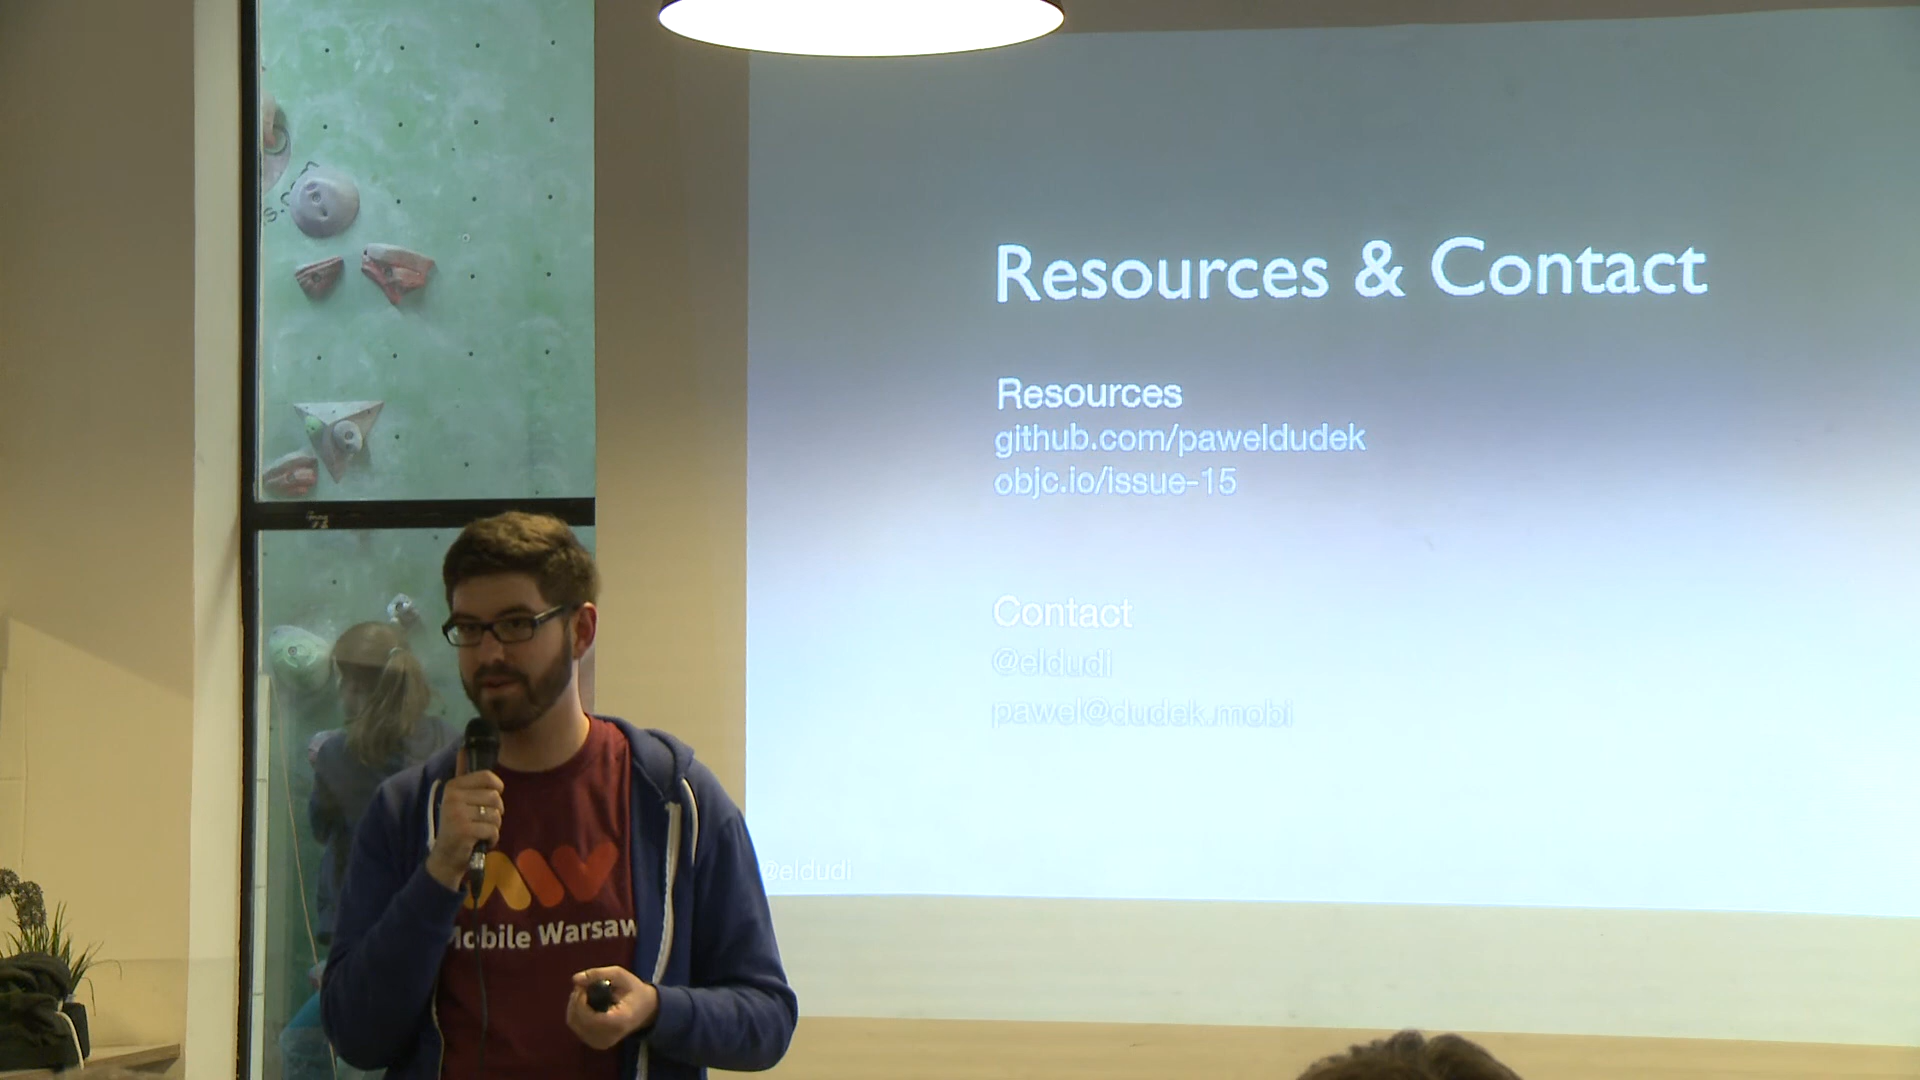 Resources & Contact
Resources
github.com/paweldudek
objc.io/issue-15
Contact
@eldudi
pawel@dudek.mobi
@eldudi
Mobile Warsaw